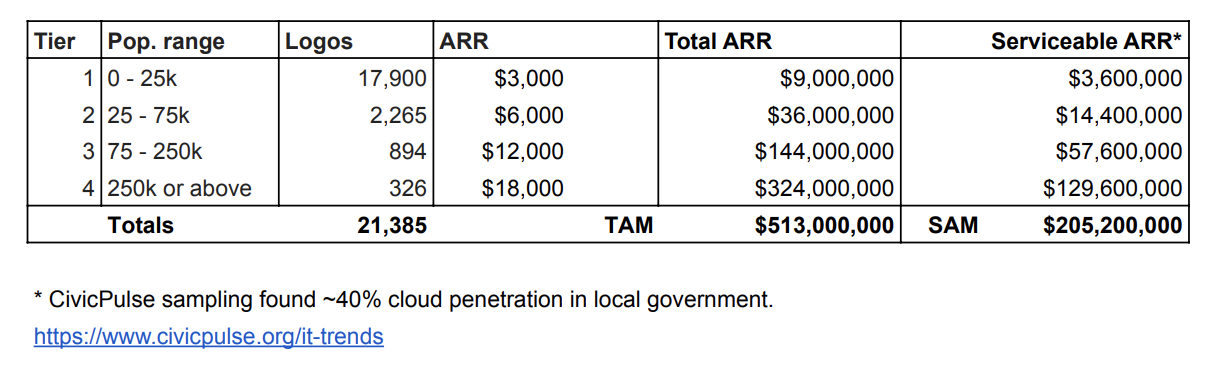 Tier Pop. range Logos ARR Total ARR Serviceable ARR*
1 0 - 25k 17,900 $3,000 $9,000,000 $3,600,000
2 25 - 75k 2,265 $6,000 $36,000,000 $14,400,000
3 75 - 250k 894 $12,000 $144,000,000 $57,600,000
4 250k or above 326 $18,000 $324,000,000 $129,600,000
Totals 21,385 TAM $513,000,000 SAM $205,200,000
* CivicPulse sampling found ~40% cloud penetration in local government.
https://www.civicpulse.org/it-trends